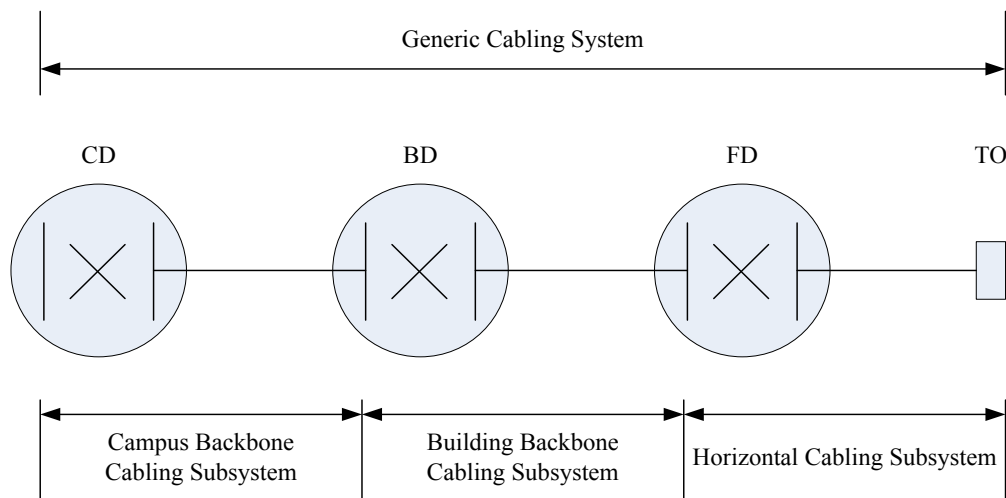 Generic Cabling System
CD
BD
FD
TO
Campus Backbone
Cabling Subsystem
Building Backbone
Cabling Subsystem
Horizontal Cabling Subsystem